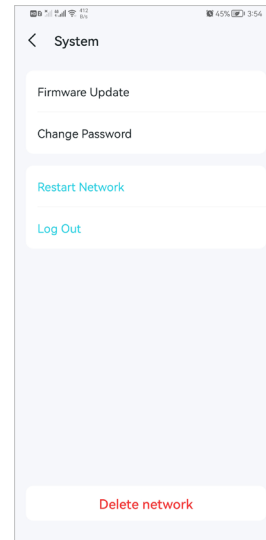 412
B/s
45% 3:54
System
Firmware Update
Change Password
Restart Network
Log Out
Delete network